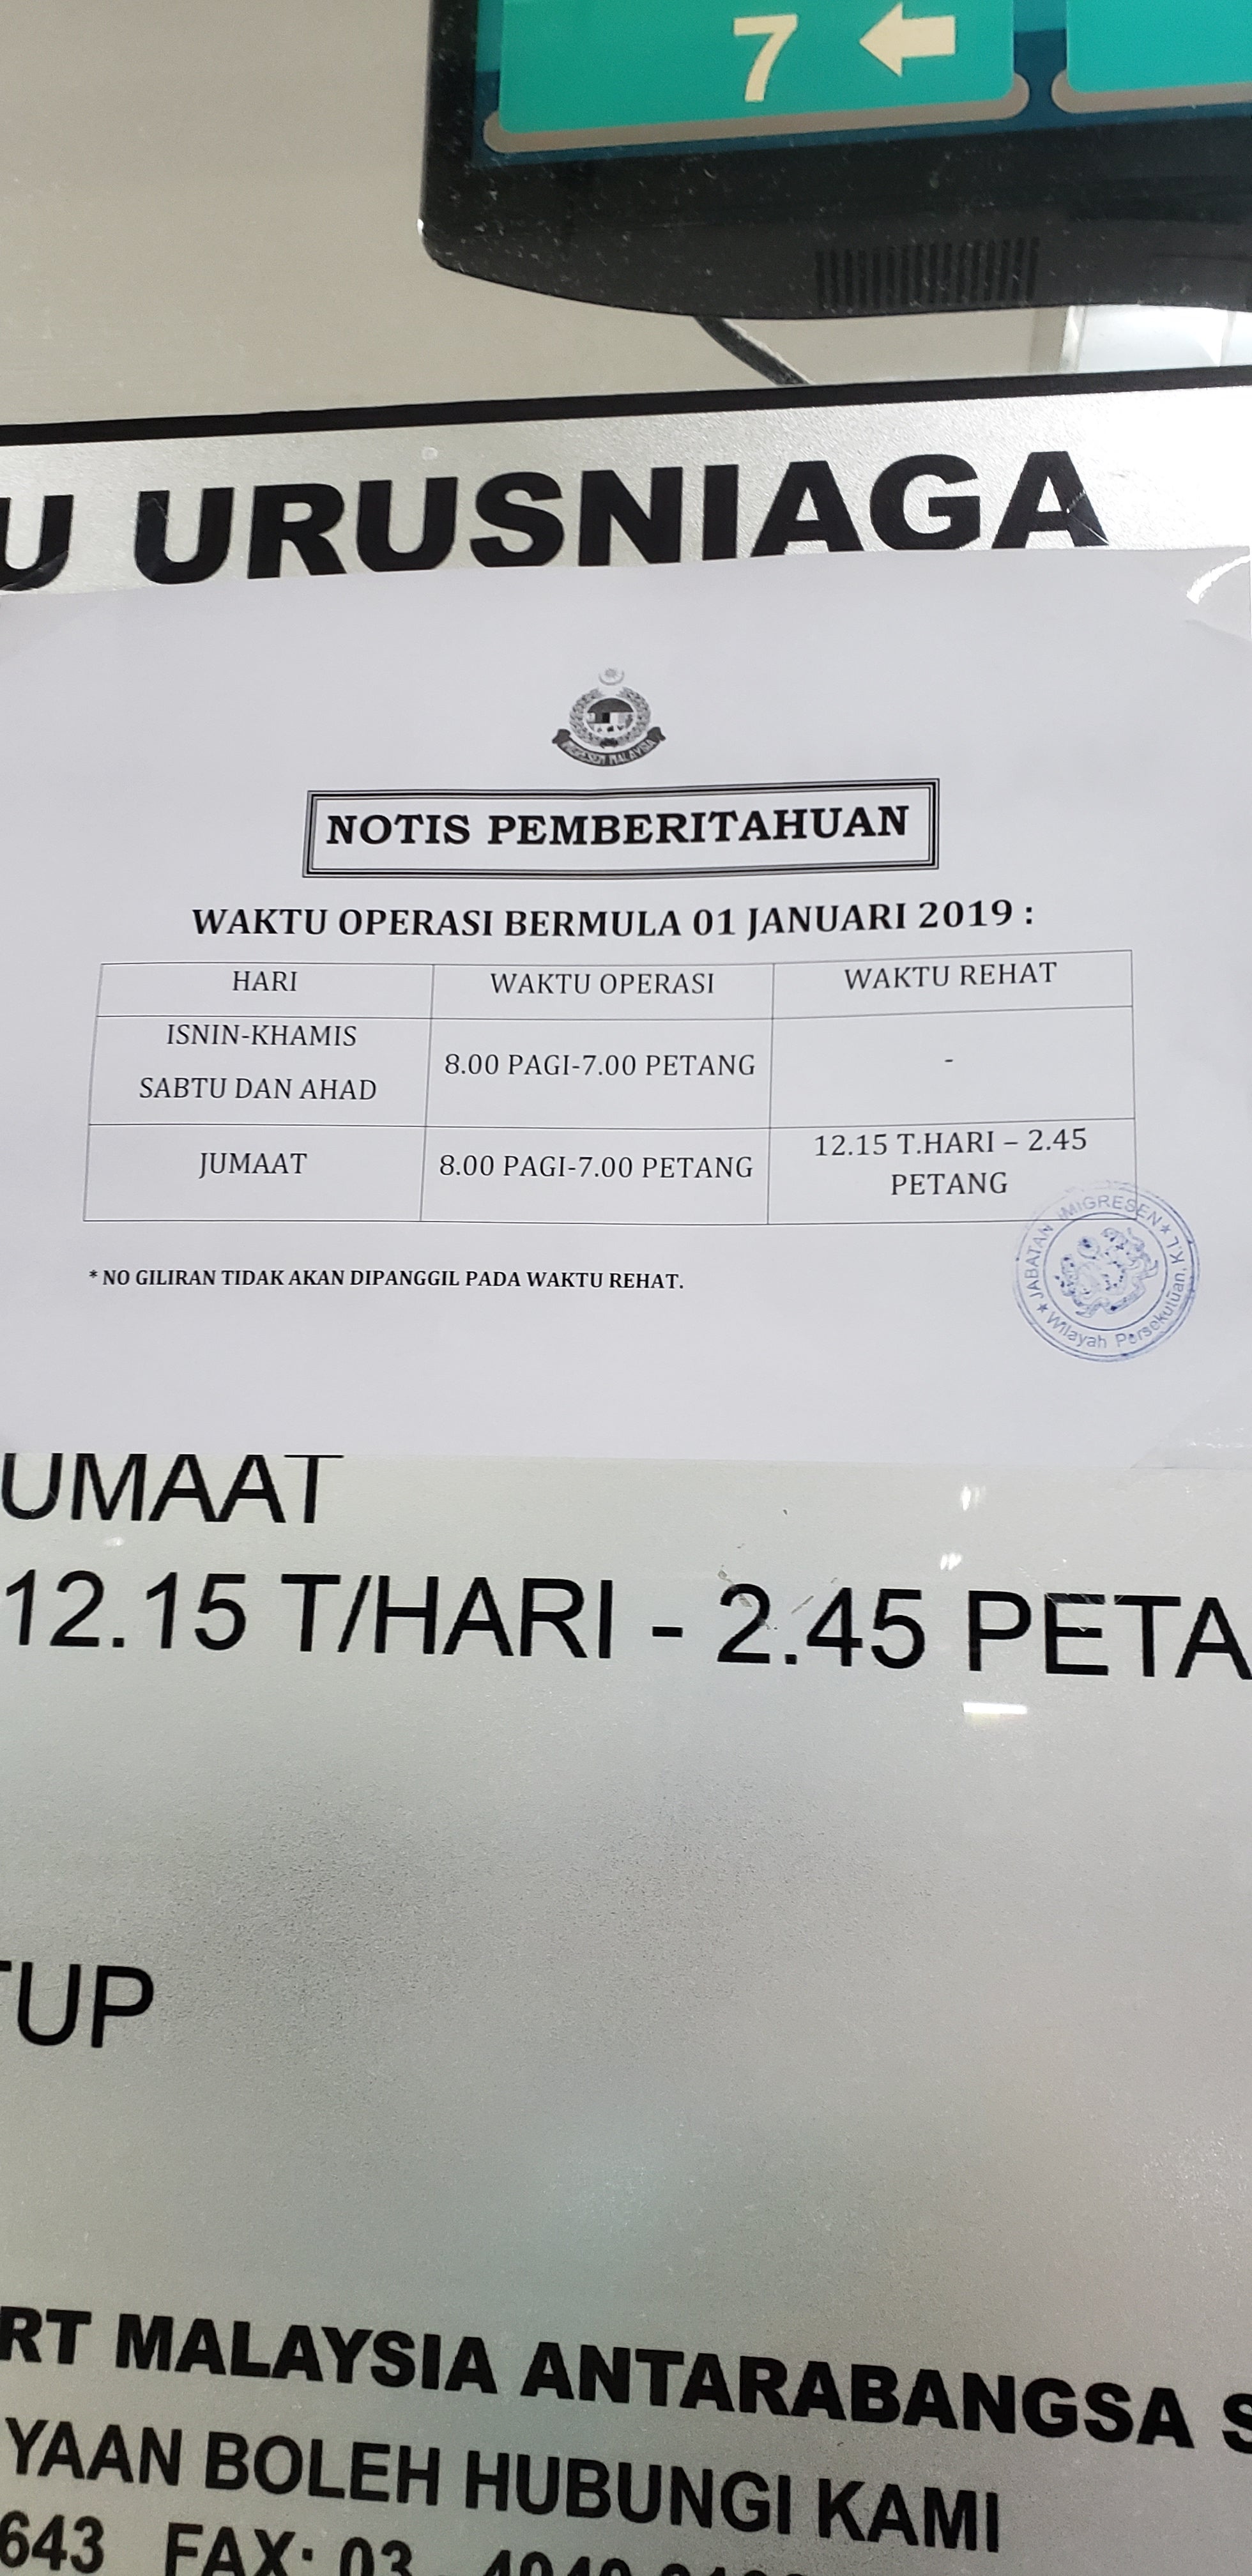 7
U URUSNIAGA
IMIGRESEN MALAYSIA
NOTIS PEMBERITAHUAN
WAKTU OPERASI BERMULA 01 JANUARI 2019 :
HARI WAKTU OPERASI WAKTU REHAT
ISNIN-KHAMIS
SABTU DAN AHAD
8.00 PAGI-7.00 PETANG
-
JUMAAT
8.00 PAGI-7.00 PETANG
12.15 T.HARI – 2.45
PETANG
* NO GILIRAN TIDAK AKAN DIPANGGIL PADA WAKTU REHAT.
JABATAN IMIGRESEN
Wilayah Persekutuan, K.L
UMAAT
12.15 T/HARI - 2.45 PETA
TUP
RT MALAYSIA ANTARABANGSA S
YAAN BOLEH HUBUNGI KAMI
643 FAX: 03